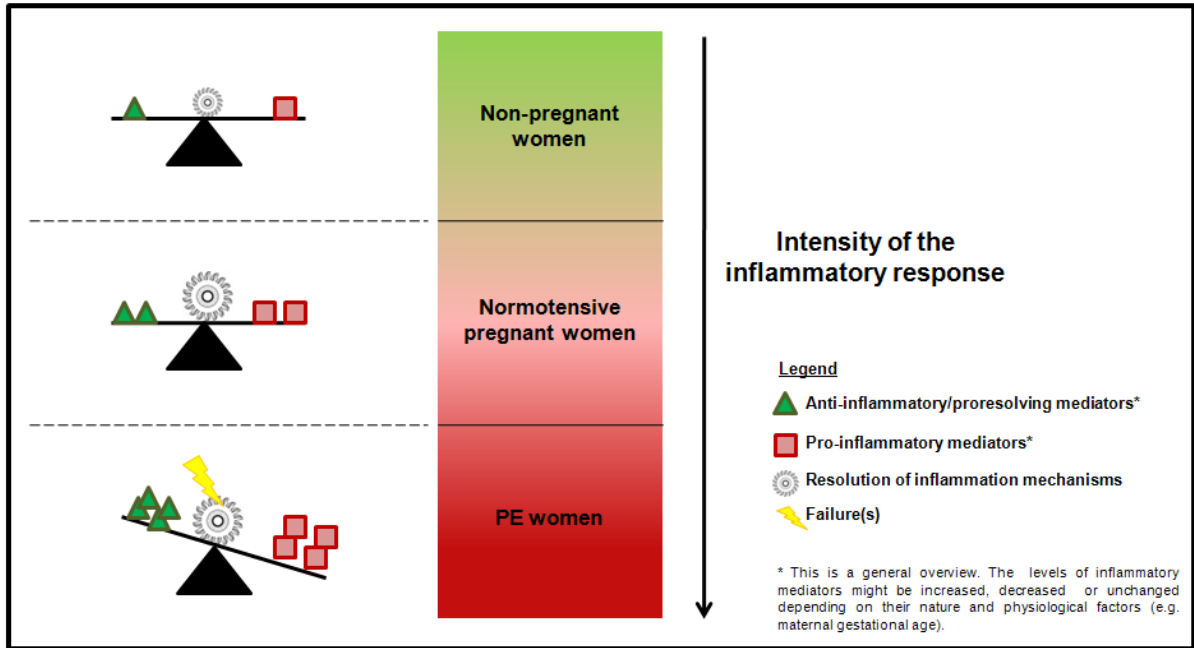 Non-pregnant
women
Normotensive
pregnant women
PE women
Intensity of the
inflammatory response
Legend
Anti-inflammatory/proresolving mediators*
Pro-inflammatory mediators*
Resolution of inflammation mechanisms
Failure(s)
* This is a general overview. The levels of inflammatory
mediators might be increased, decreased or unchanged
depending on their nature and physiological factors (e.g.
maternal gestational age).